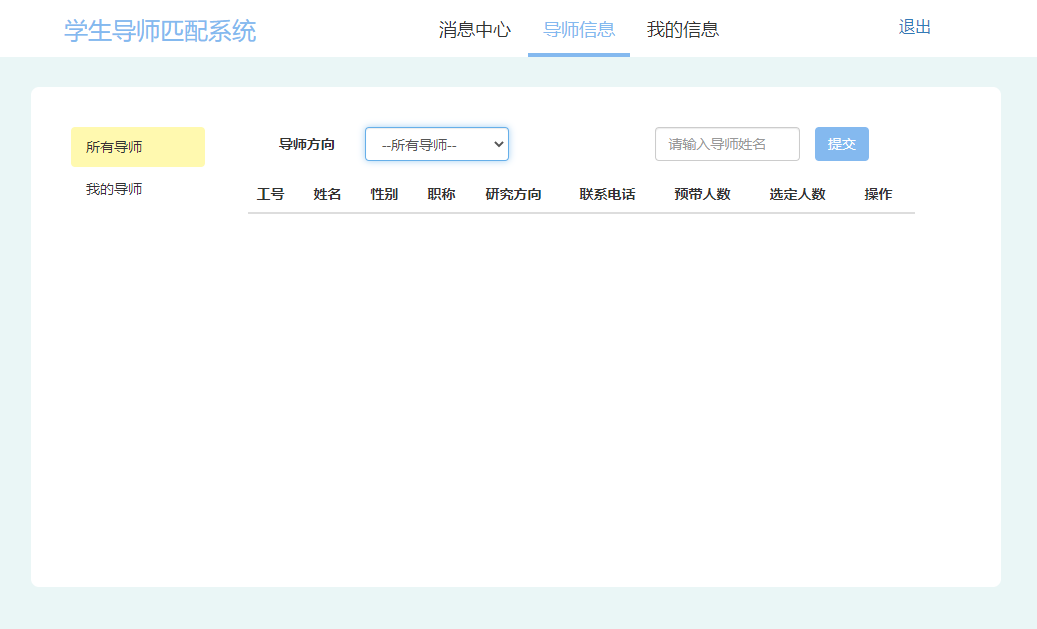 学生导师匹配系统 消息中心 导师信息 我的信息 退出
所有导师 导师方向 --所有导师-- 请输入导师姓名 提交
我的导师
工号 姓名 性别 职称 研究方向 联系电话 预带人数 选定人数 操作